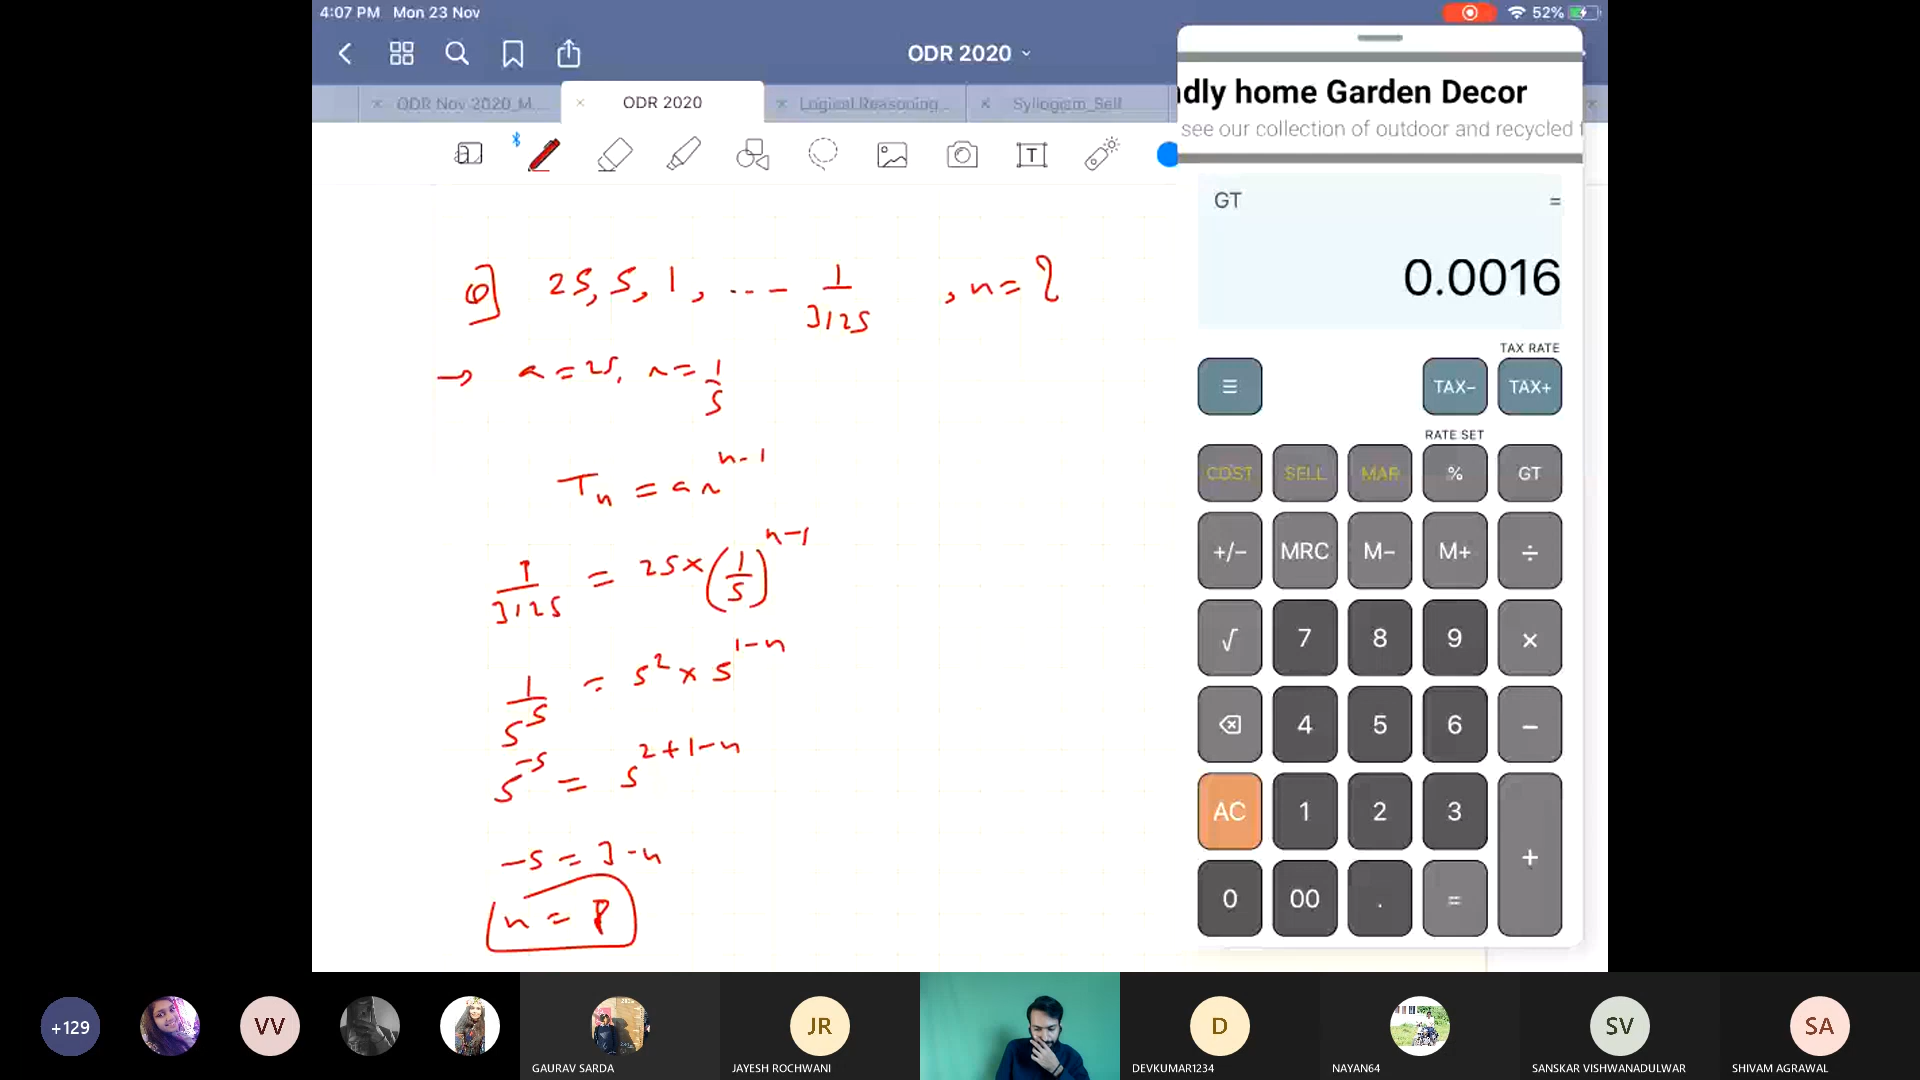 4:07 PM Mon 23 Nov
52%
ODR 2020
ODR Nov 2020_M...
ODR 2020
Logical Reasoning...
Syllogism_Self
T
dly home Garden Decor
see our collection of outdoor and recycled
GT =
0.0016
TAX RATE
TAX− TAX+
RATE SET
COST SELL MAR % GT
+/− MRC M− M+ ÷
√ 7 8 9 ×
4 5 6 −
AC 1 2 3 +
0 00 . =
Q] 25, 5, 1, ... - 1/3125 , n = ?
→ a = 25, r = 1/5
Tₙ = a r^(n-1)
1/3125 = 25 × (1/5)^(n-1)
1/5^5 = 5^2 × 5^(1-n)
5^-5 = 5^(2+1-n)
-5 = 3 - n
n = 8
+129
VV
GAURAV SARDA
JR
JAYESH ROCHWANI
D
DEVKUMAR1234
NAYAN64
SV
SANSKAR VISHWANADULWAR
SA
SHIVAM AGRAWAL